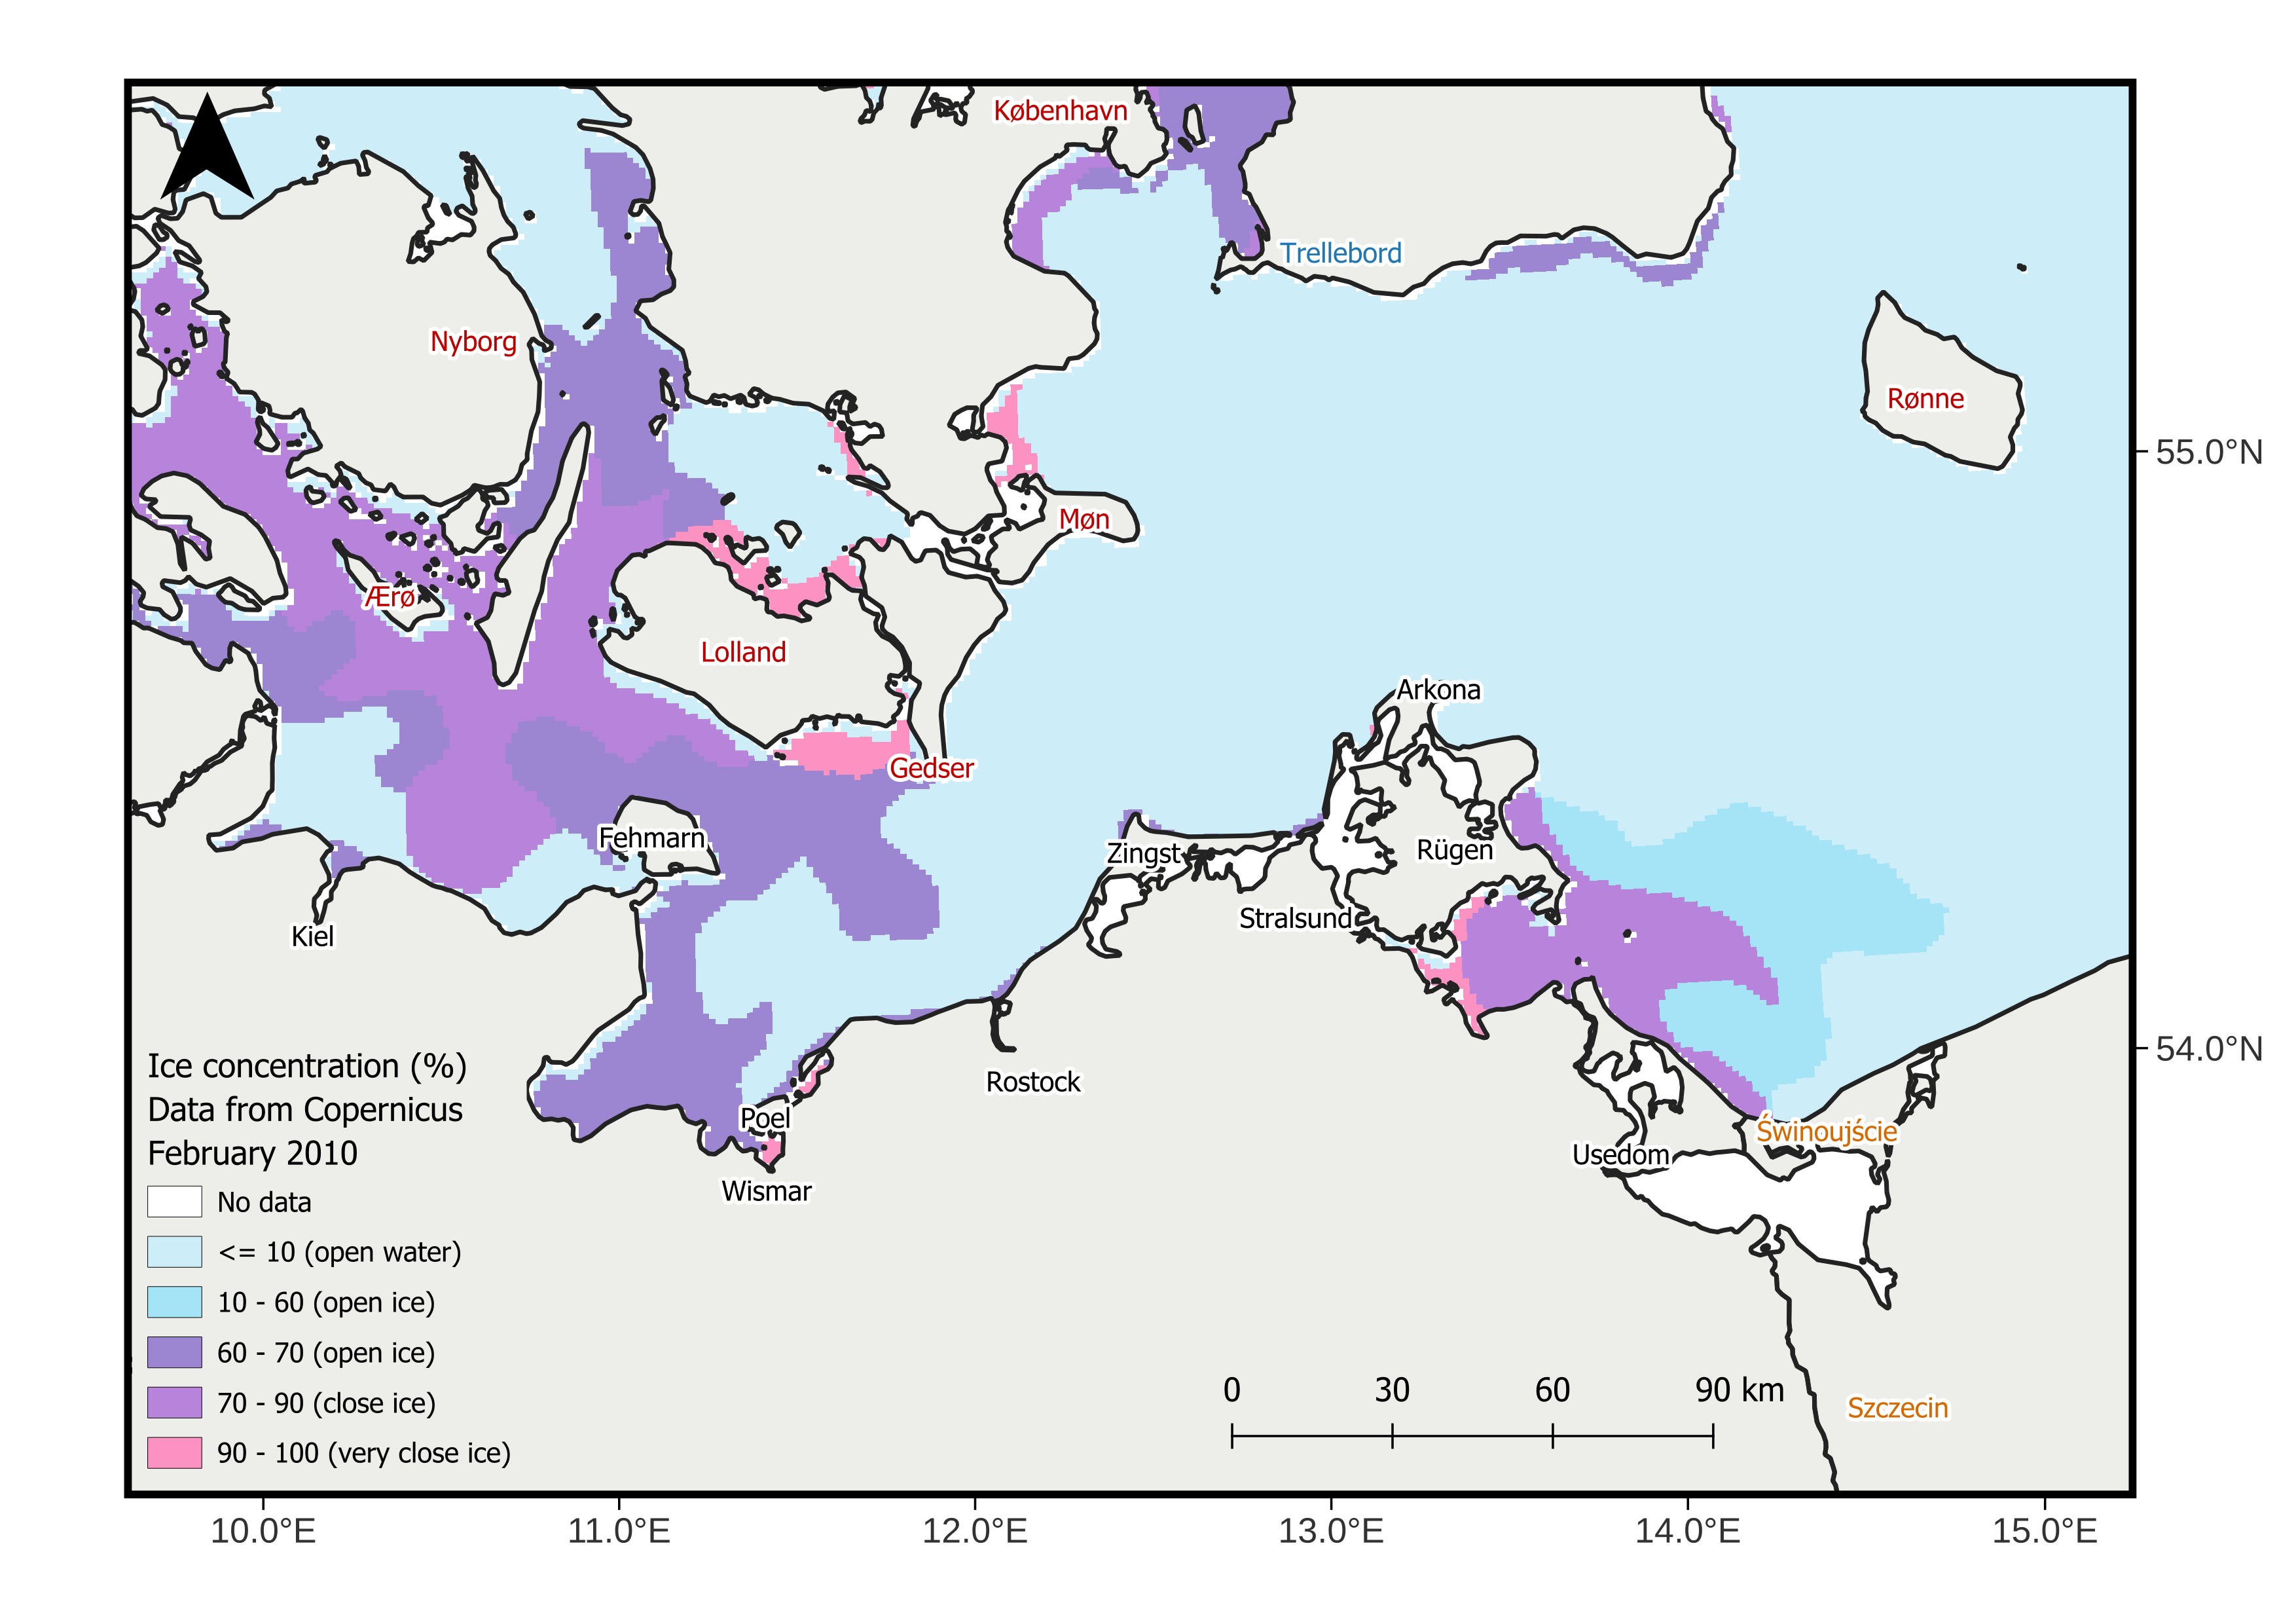 København
Trellebord
Nyborg
Rønne
55.0°N
Møn
Ærø
Lolland
Arkona
Gedser
Fehmarn
Zingst
Rügen
Stralsund
Kiel
54.0°N
Rostock
Poel
Świnoujście
Usedom
Wismar
Ice concentration (%)
Data from Copernicus
February 2010
No data
<= 10 (open water)
10 - 60 (open ice)
60 - 70 (open ice)
70 - 90 (close ice)
90 - 100 (very close ice)
0 30 60 90 km
Szczecin
10.0°E 11.0°E 12.0°E 13.0°E 14.0°E 15.0°E